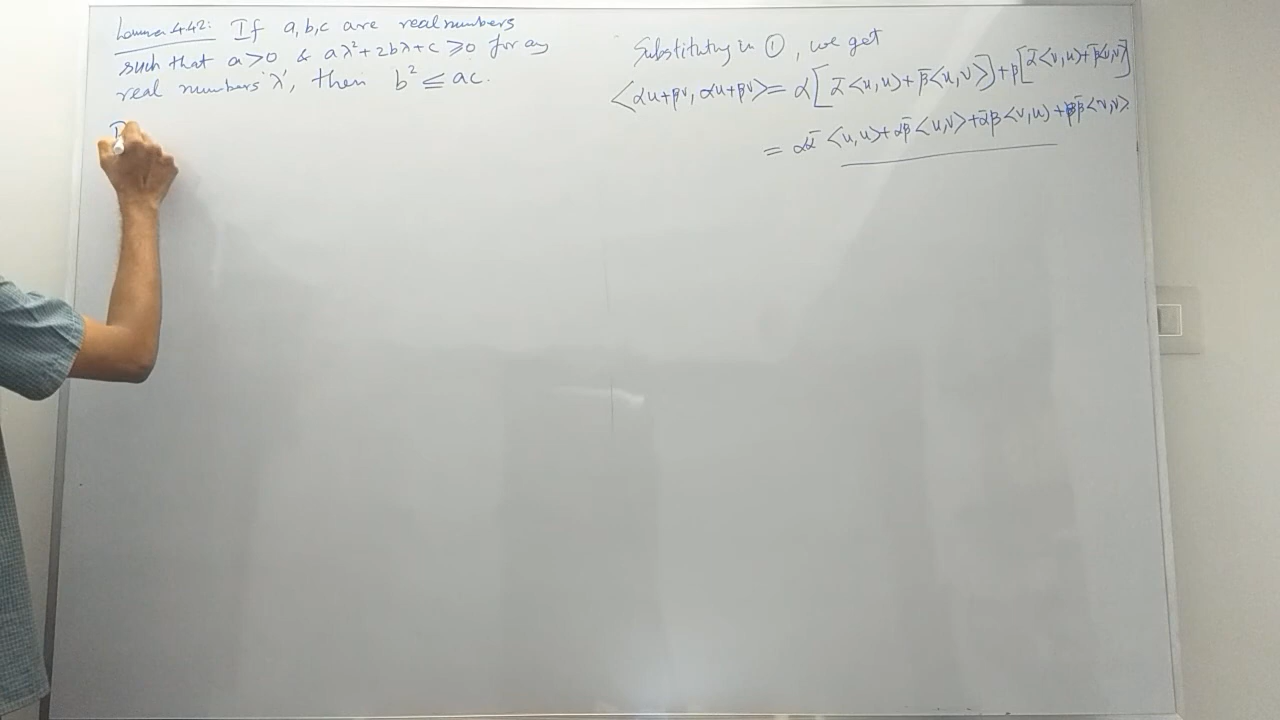 Lemma 4.4.2: If a,b,c are real numbers
such that a>0 & aλ²+2bλ+c ≥0 for any
real numbers 'λ', then b² ≤ ac.
Substituting in ①, we get
<αu+βv, αu+βv> = α[ᾱ<u,u>+β̄<u,v>]+β[ᾱ<v,u>+β̄<v,v>]
= αᾱ<u,u>+αβ̄<u,v>+ᾱβ<v,u>+ββ̄<v,v>.